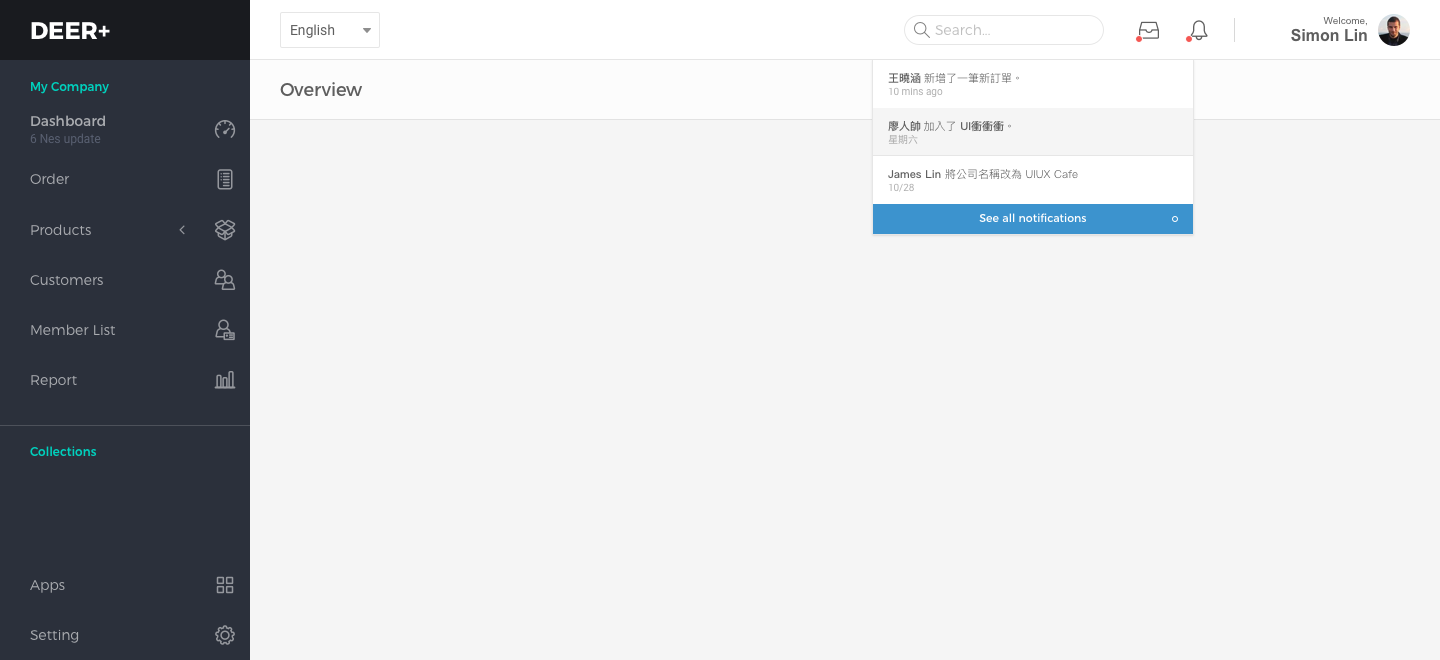 DEER+
English
Search...
Welcome,
Simon Lin
My Company
Dashboard
6 Nes update
Order
Products
Customers
Member List
Report
Collections
Apps
Setting
Overview
王曉涵 新增了一筆新訂單。
10 mins ago
廖人帥 加入了 UI衝衝衝。
星期六
James Lin 將公司名稱改為 UIUX Cafe
10/28
See all notifications